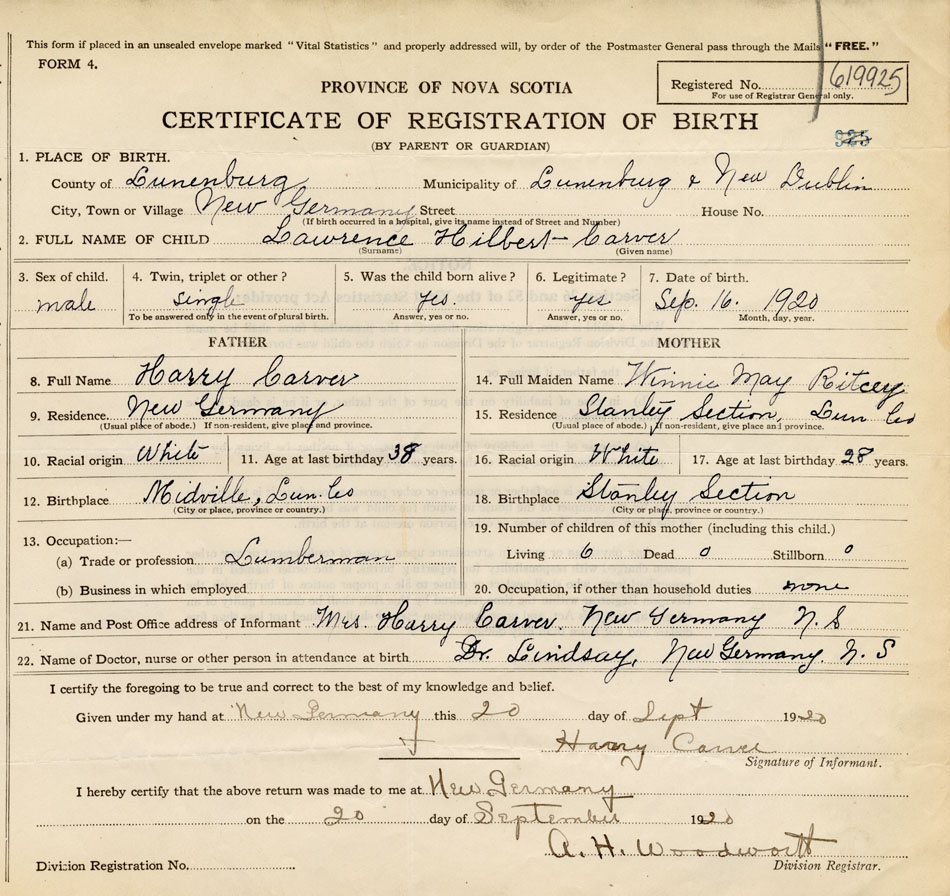 This form if placed in an unsealed envelope marked "Vital Statistics" and properly addressed will, by order of the Postmaster General pass through the Mails "FREE."
FORM 4.
PROVINCE OF NOVA SCOTIA
Registered No. 619925
For use of Registrar General only.
CERTIFICATE OF REGISTRATION OF BIRTH
(BY PARENT OR GUARDIAN)
925
1. PLACE OF BIRTH.
County of Lunenburg Municipality of Lunenburg & New Dublin
City, Town or Village New Germany Street House No.
(If birth occurred in a hospital, give its name instead of Street and Number)
2. FULL NAME OF CHILD Lawrence Hilbert Carver
(Surname) (Given name)
3. Sex of child. 4. Twin, triplet or other? 5. Was the child born alive? 6. Legitimate? 7. Date of birth.
male single yes. yes. Sep. 16. 1920
To be answered only in the event of plural birth. Answer, yes or no. Answer, yes or no. Month, day, year.
FATHER MOTHER
8. Full Name Harry Carver 14. Full Maiden Name Winnie May Ritcey
9. Residence New Germany 15. Residence Stanley Section, Lun Co
(Usual place of abode.) If non-resident, give place and province. (Usual place of abode.) If non-resident, give place and province.
10. Racial origin White 11. Age at last birthday 38 years. 16. Racial origin White 17. Age at last birthday 28 years.
12. Birthplace Midville, Lun. Co 18. Birthplace Stanley Section
(City or place, province or country.) (City or place, province or country.)
13. Occupation:— 19. Number of children of this mother (including this child.)
(a) Trade or profession Lumberman Living 6 Dead 0 Stillborn 0
(b) Business in which employed 20. Occupation, if other than household duties none
21. Name and Post Office address of Informant Mrs. Harry Carver. New Germany N. S
22. Name of Doctor, nurse or other person in attendance at birth Dr. Lindsay, New Germany. N. S
I certify the foregoing to be true and correct to the best of my knowledge and belief.
Given under my hand at New Germany this 20 day of Sept 1920
Harry Carver
Signature of Informant.
I hereby certify that the above return was made to me at New Germany
on the 20 day of September 1920
A. H. Woodworth
Division Registration No. Division Registrar.